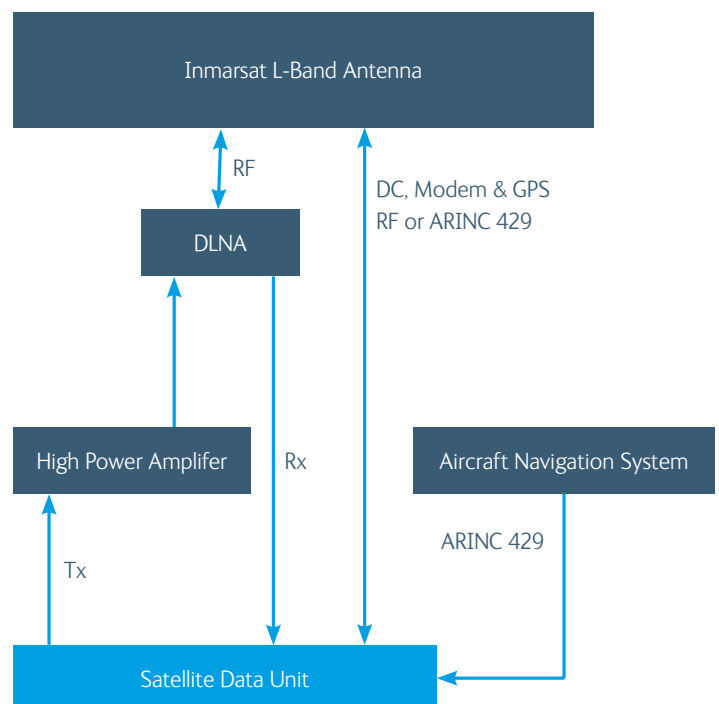 Inmarsat L-Band Antenna
RF
DC, Modem & GPS
RF or ARINC 429
DLNA
High Power Amplifer
Rx
Aircraft Navigation System
ARINC 429
Tx
Satellite Data Unit